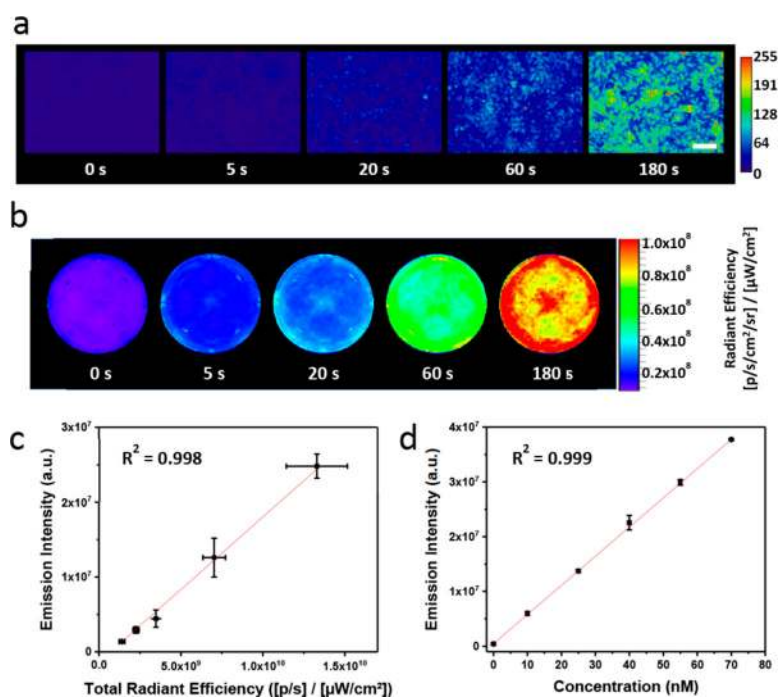 a
255
191
128
64
0
0 s 5 s 20 s 60 s 180 s
b
1.0x10⁸
0.8x10⁸
0.6x10⁸
0.4x10⁸
0.2x10⁸
Radiant Efficiency
[p/s/cm²/sr] / [µW/cm²]
0 s 5 s 20 s 60 s 180 s
c
R² = 0.998
Emission Intensity (a.u.)
3x10⁷
2x10⁷
1x10⁷
0
0.0 5.0x10⁹ 1.0x10¹⁰ 1.5x10¹⁰
Total Radiant Efficiency ([p/s] / [µW/cm²])
d
R² = 0.999
Emission Intensity (a.u.)
4x10⁷
3x10⁷
2x10⁷
1x10⁷
0
0 10 20 30 40 50 60 70 80
Concentration (nM)